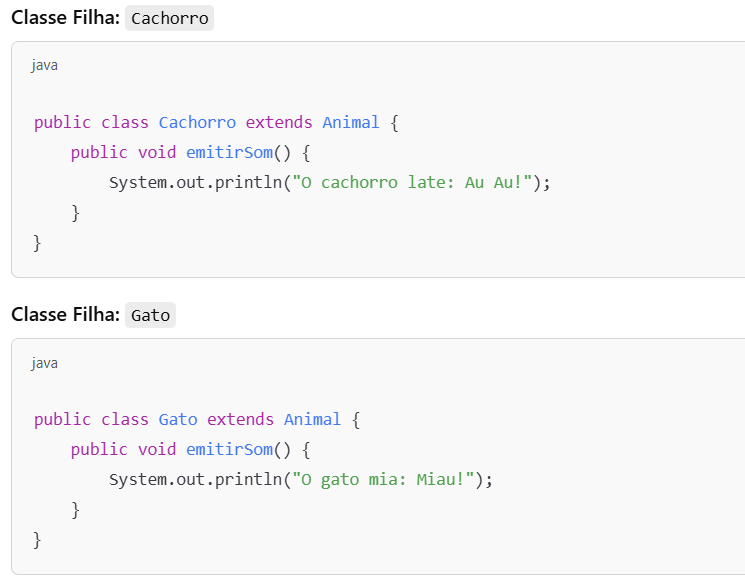 Classe Filha: Cachorro
java
public class Cachorro extends Animal {
    public void emitirSom() {
        System.out.println("O cachorro late: Au Au!");
    }
}
Classe Filha: Gato
java
public class Gato extends Animal {
    public void emitirSom() {
        System.out.println("O gato mia: Miau!");
    }
}